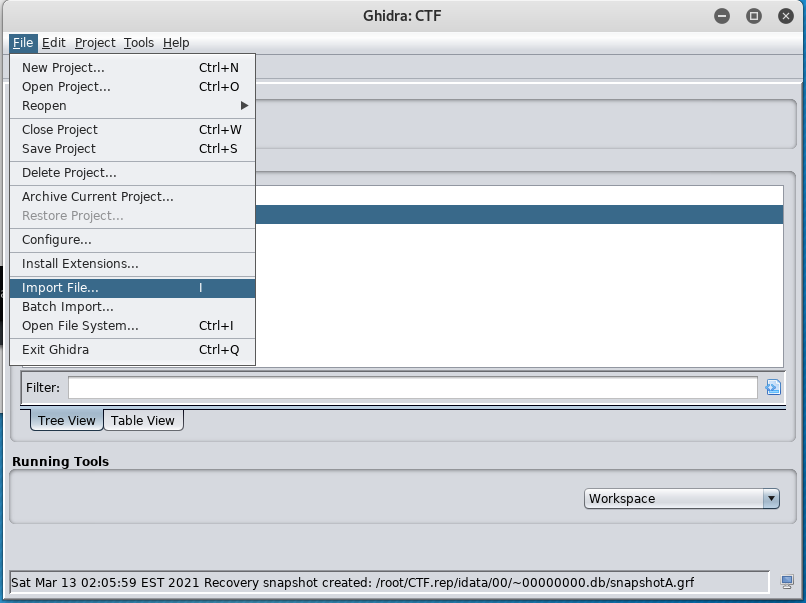 Ghidra: CTF
File Edit Project Tools Help
New Project... Ctrl+N
Open Project... Ctrl+O
Reopen
Close Project Ctrl+W
Save Project Ctrl+S
Delete Project...
Archive Current Project...
Restore Project...
Configure...
Install Extensions...
Import File... I
Batch Import...
Open File System... Ctrl+I
Exit Ghidra Ctrl+Q
Filter:
Tree View Table View
Running Tools
Workspace
Sat Mar 13 02:05:59 EST 2021 Recovery snapshot created: /root/CTF.rep/idata/00/~00000000.db/snapshotA.grf